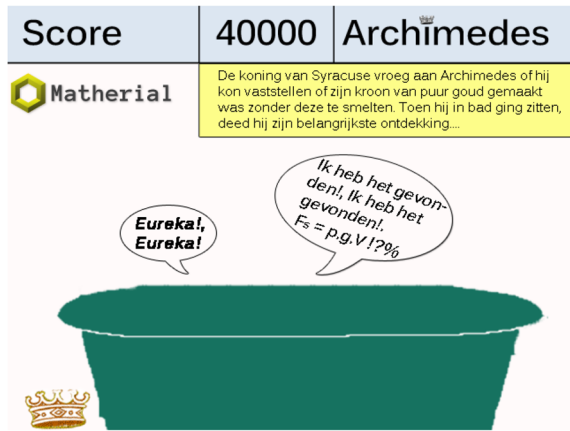 Score
40000
Archimedes
Matherial
De koning van Syracuse vroeg aan Archimedes of hij
kon vaststellen of zijn kroon van puur goud gemaakt
was zonder deze te smelten. Toen hij in bad ging zitten,
deed hij zijn belangrijkste ontdekking....
Eureka!,
Eureka!
Ik heb het gevon-
den!, Ik heb het
gevonden!.
Fs = p.g.V !?%